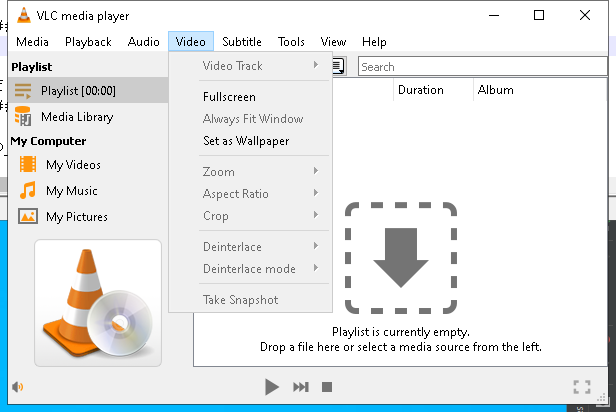 VLC media player
Media Playback Audio Video Subtitle Tools View Help
Playlist
Playlist [00:00]
Media Library
My Computer
My Videos
My Music
My Pictures
Video Track
Fullscreen
Always Fit Window
Set as Wallpaper
Zoom
Aspect Ratio
Crop
Deinterlace
Deinterlace mode
Take Snapshot
Search
Duration Album
Playlist is currently empty.
Drop a file here or select a media source from the left.